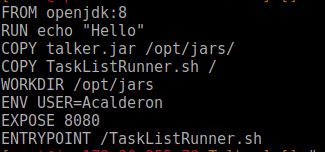 FROM openjdk:8
RUN echo "Hello"
COPY talker.jar /opt/jars/
COPY TaskListRunner.sh /
WORKDIR /opt/jars
ENV USER=Acalderon
EXPOSE 8080
ENTRYPOINT /TaskListRunner.sh